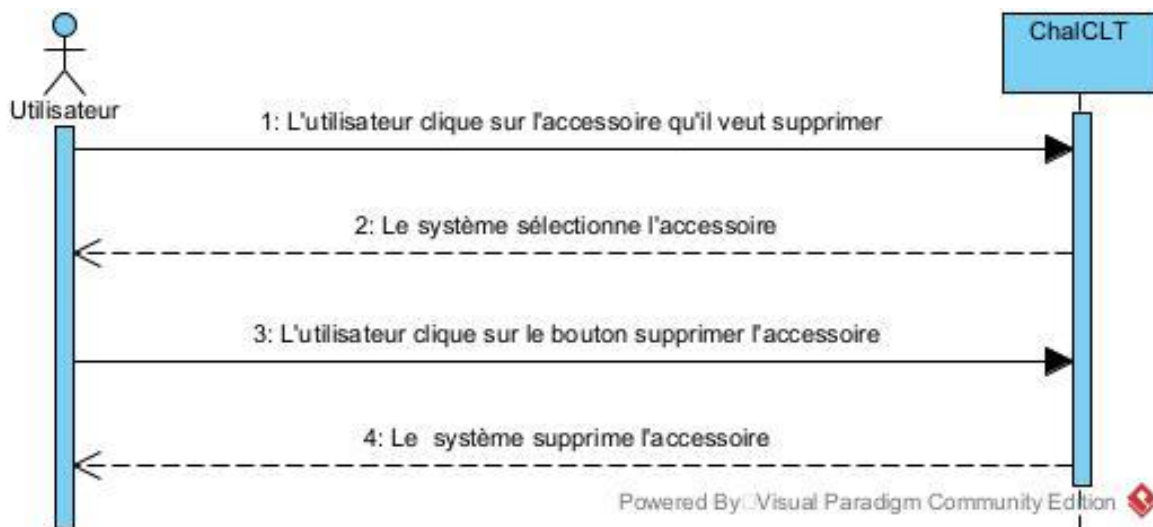 ChalCLT
Utilisateur
1: L'utilisateur clique sur l'accessoire qu'il veut supprimer
2: Le système sélectionne l'accessoire
3: L'utilisateur clique sur le bouton supprimer l'accessoire
4: Le  système supprime l'accessoire
Powered By Visual Paradigm Community Edition